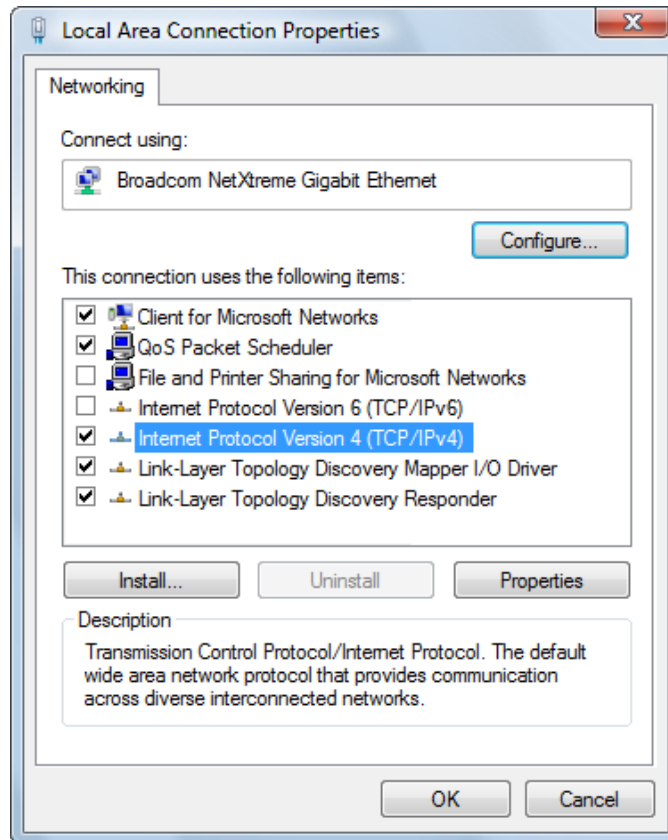 Local Area Connection Properties
Networking
Connect using:
Broadcom NetXtreme Gigabit Ethernet
Configure...
This connection uses the following items:
Client for Microsoft Networks
QoS Packet Scheduler
File and Printer Sharing for Microsoft Networks
Internet Protocol Version 6 (TCP/IPv6)
Internet Protocol Version 4 (TCP/IPv4)
Link-Layer Topology Discovery Mapper I/O Driver
Link-Layer Topology Discovery Responder
Install... Uninstall Properties
Description
Transmission Control Protocol/Internet Protocol. The default
wide area network protocol that provides communication
across diverse interconnected networks.
OK Cancel